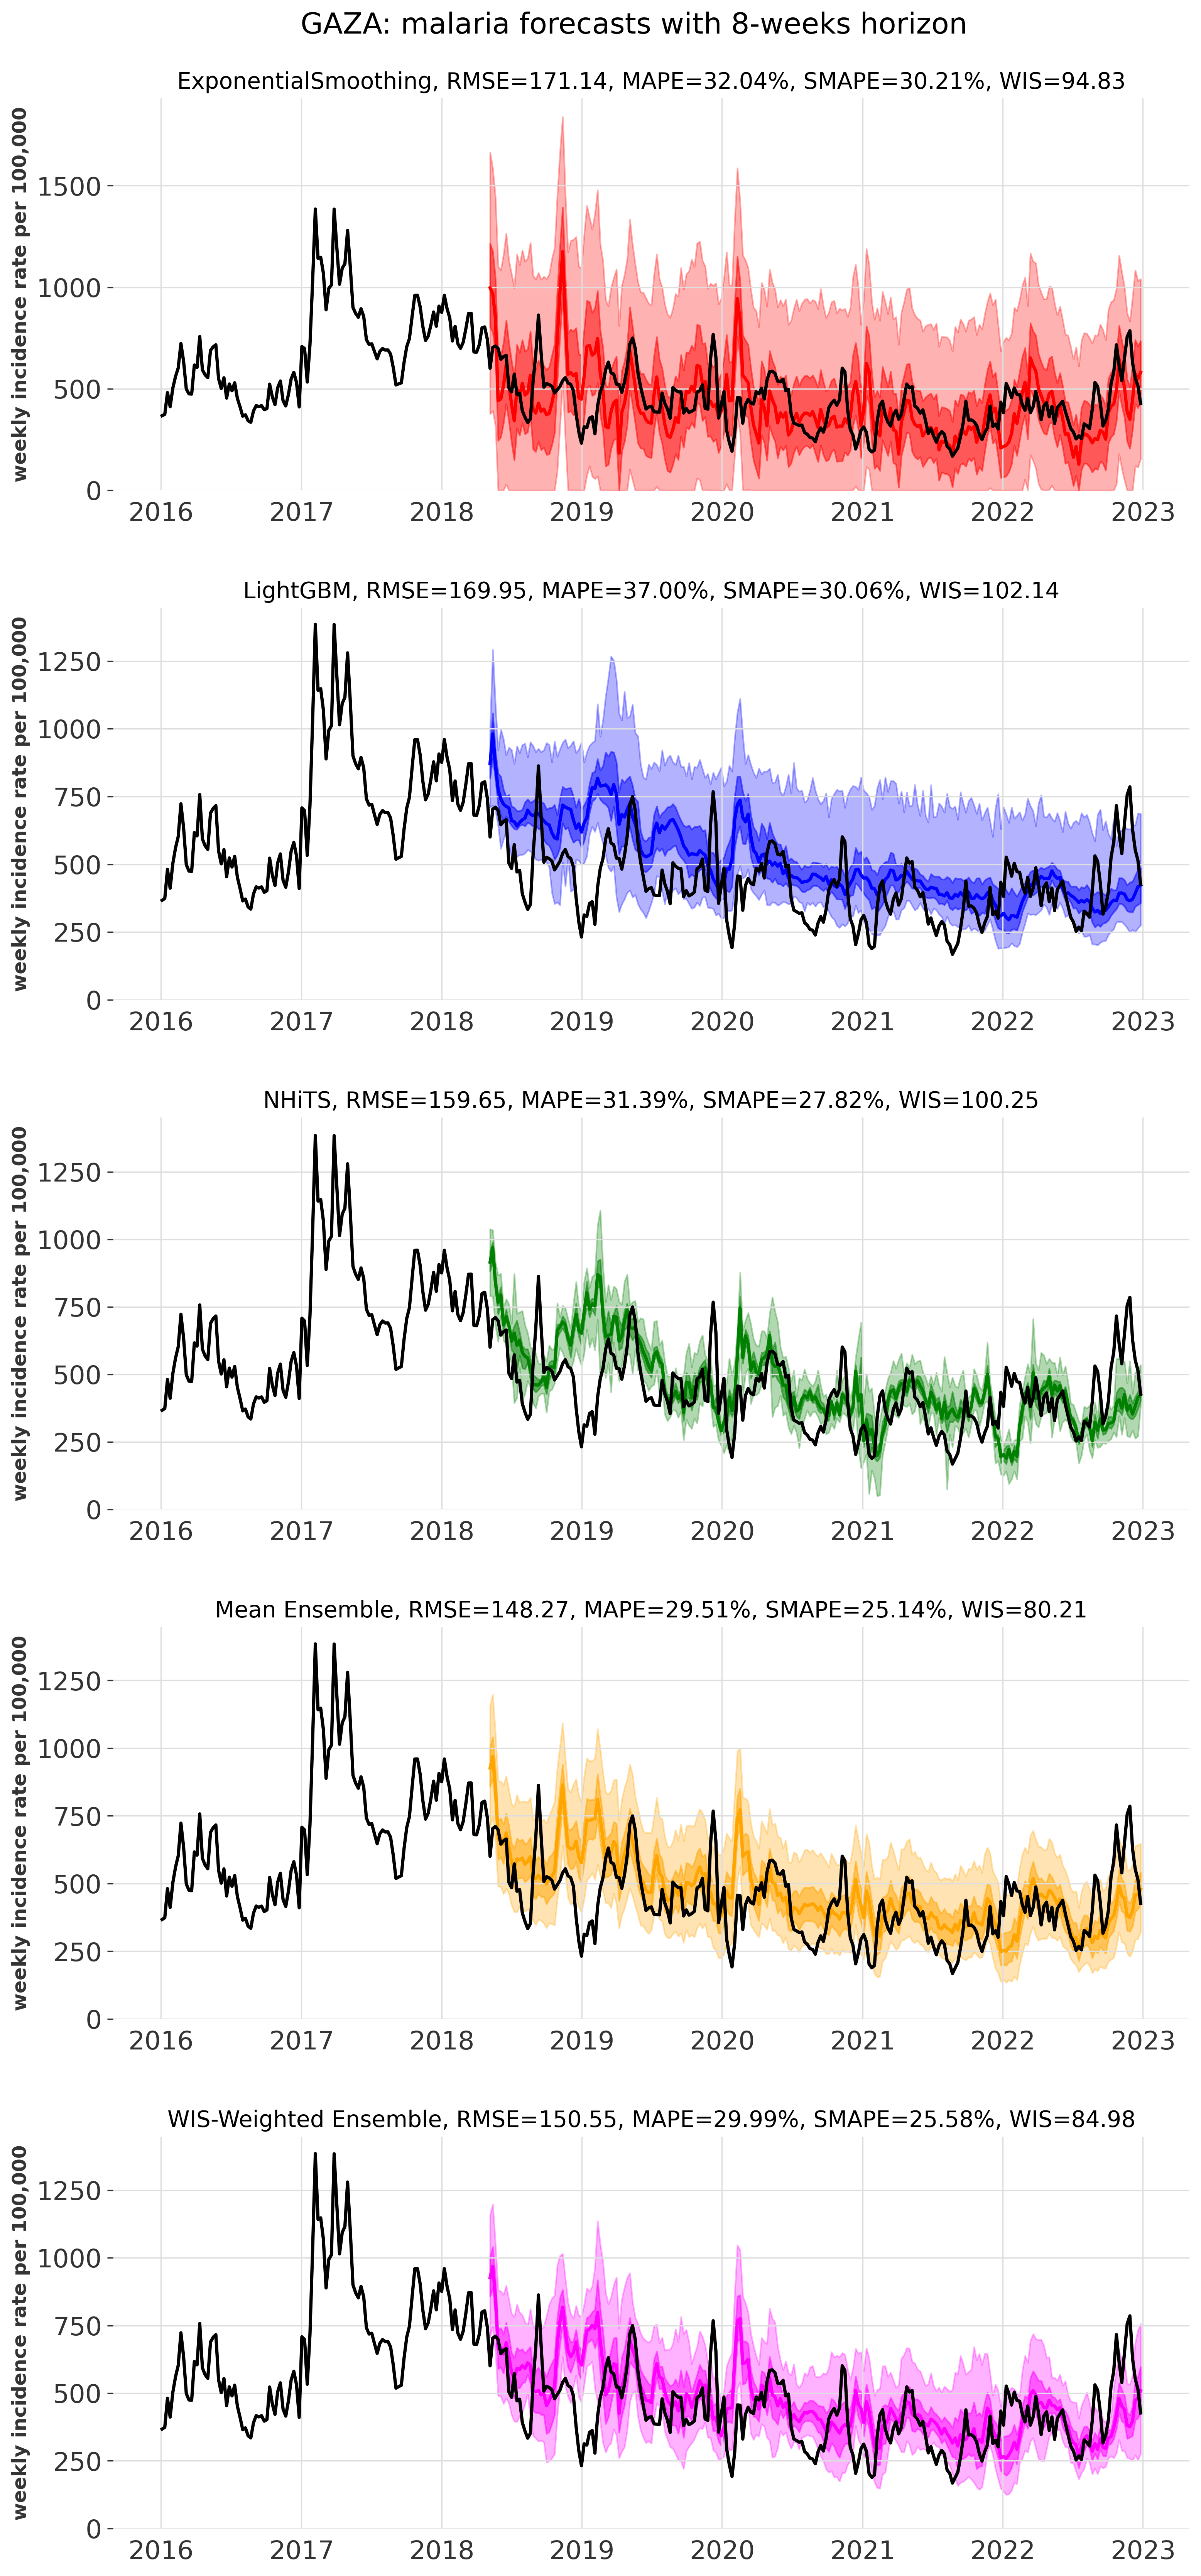 GAZA: malaria forecasts with 8-weeks horizon
ExponentialSmoothing, RMSE=171.14, MAPE=32.04%, SMAPE=30.21%, WIS=94.83
weekly incidence rate per 100,000
1500
1000
500
0
2016 2017 2018 2019 2020 2021 2022 2023
LightGBM, RMSE=169.95, MAPE=37.00%, SMAPE=30.06%, WIS=102.14
weekly incidence rate per 100,000
1250
1000
750
500
250
0
2016 2017 2018 2019 2020 2021 2022 2023
NHiTS, RMSE=159.65, MAPE=31.39%, SMAPE=27.82%, WIS=100.25
weekly incidence rate per 100,000
1250
1000
750
500
250
0
2016 2017 2018 2019 2020 2021 2022 2023
Mean Ensemble, RMSE=148.27, MAPE=29.51%, SMAPE=25.14%, WIS=80.21
weekly incidence rate per 100,000
1250
1000
750
500
250
0
2016 2017 2018 2019 2020 2021 2022 2023
WIS-Weighted Ensemble, RMSE=150.55, MAPE=29.99%, SMAPE=25.58%, WIS=84.98
weekly incidence rate per 100,000
1250
1000
750
500
250
0
2016 2017 2018 2019 2020 2021 2022 2023